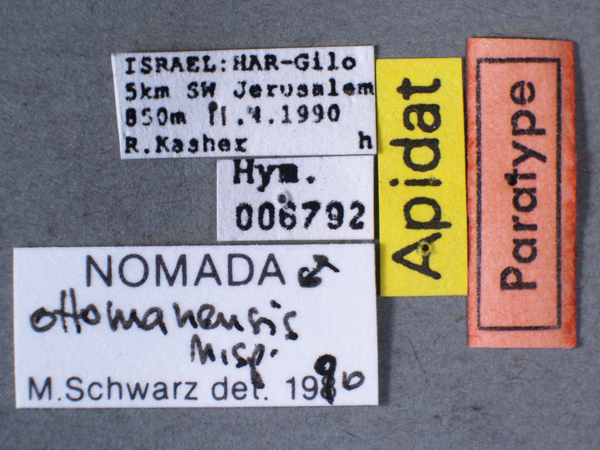 ISRAEL: HAR-Gilo
5km SW Jerusalem
850m 11.4.1990
R.Kasher h
Hym.
006792
NOMADA ♂
ottomanensis
n.sp.
M.Schwarz det. 1990
Apidat
Paratype